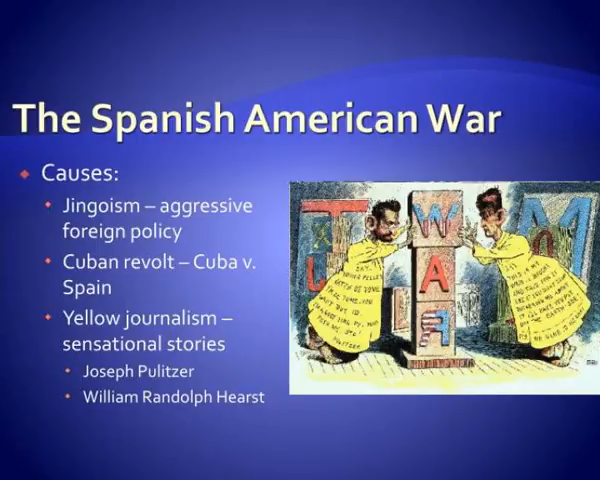 The Spanish American War
Causes:
Jingoism – aggressive
foreign policy
Cuban revolt – Cuba v.
Spain
Yellow journalism –
sensational stories
Joseph Pulitzer
William Randolph Hearst
W
A
R